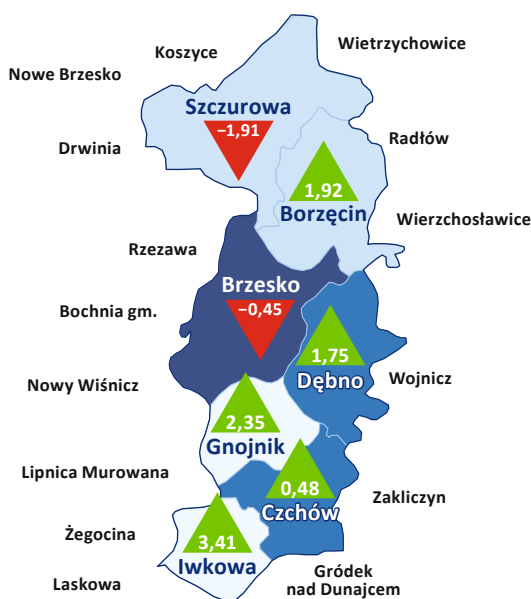 Wietrzychowice
Koszyce
Nowe Brzesko
Szczurowa
−1,91
Radłów
Drwinia
1,92
Borzęcin
Wierzchosławice
Rzezawa
Brzesko
−0,45
Bochnia gm.
1,75
Dębno
Wojnicz
Nowy Wiśnicz
2,35
Gnojnik
Lipnica Murowana
0,48
Zakliczyn
Czchów
Żegocina
3,41
Iwkowa
Gródek
nad Dunajcem
Laskowa